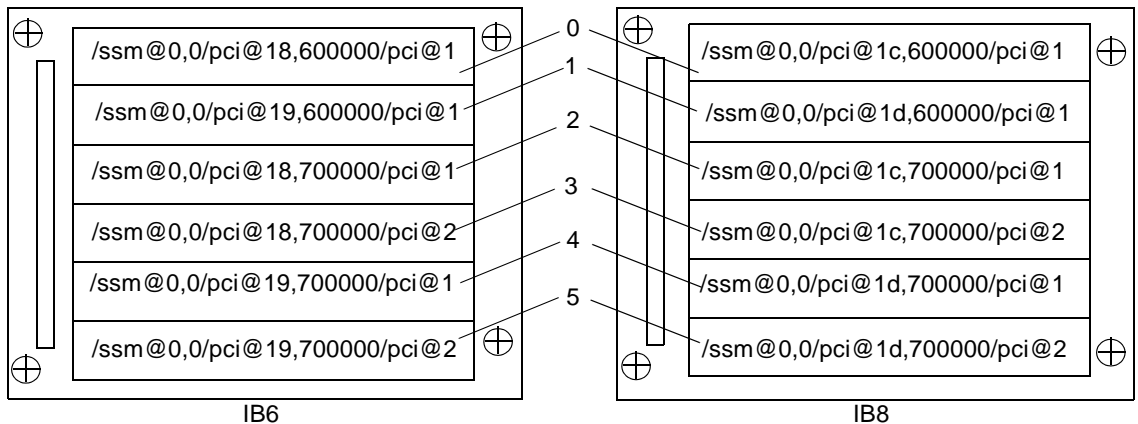 /ssm@0,0/pci@18,600000/pci@1
0
/ssm@0,0/pci@1c,600000/pci@1
/ssm@0,0/pci@19,600000/pci@1
1
/ssm@0,0/pci@1d,600000/pci@1
/ssm@0,0/pci@18,700000/pci@1
2
/ssm@0,0/pci@1c,700000/pci@1
/ssm@0,0/pci@18,700000/pci@2
3
/ssm@0,0/pci@1c,700000/pci@2
/ssm@0,0/pci@19,700000/pci@1
4
/ssm@0,0/pci@1d,700000/pci@1
/ssm@0,0/pci@19,700000/pci@2
5
/ssm@0,0/pci@1d,700000/pci@2
IB6
IB8